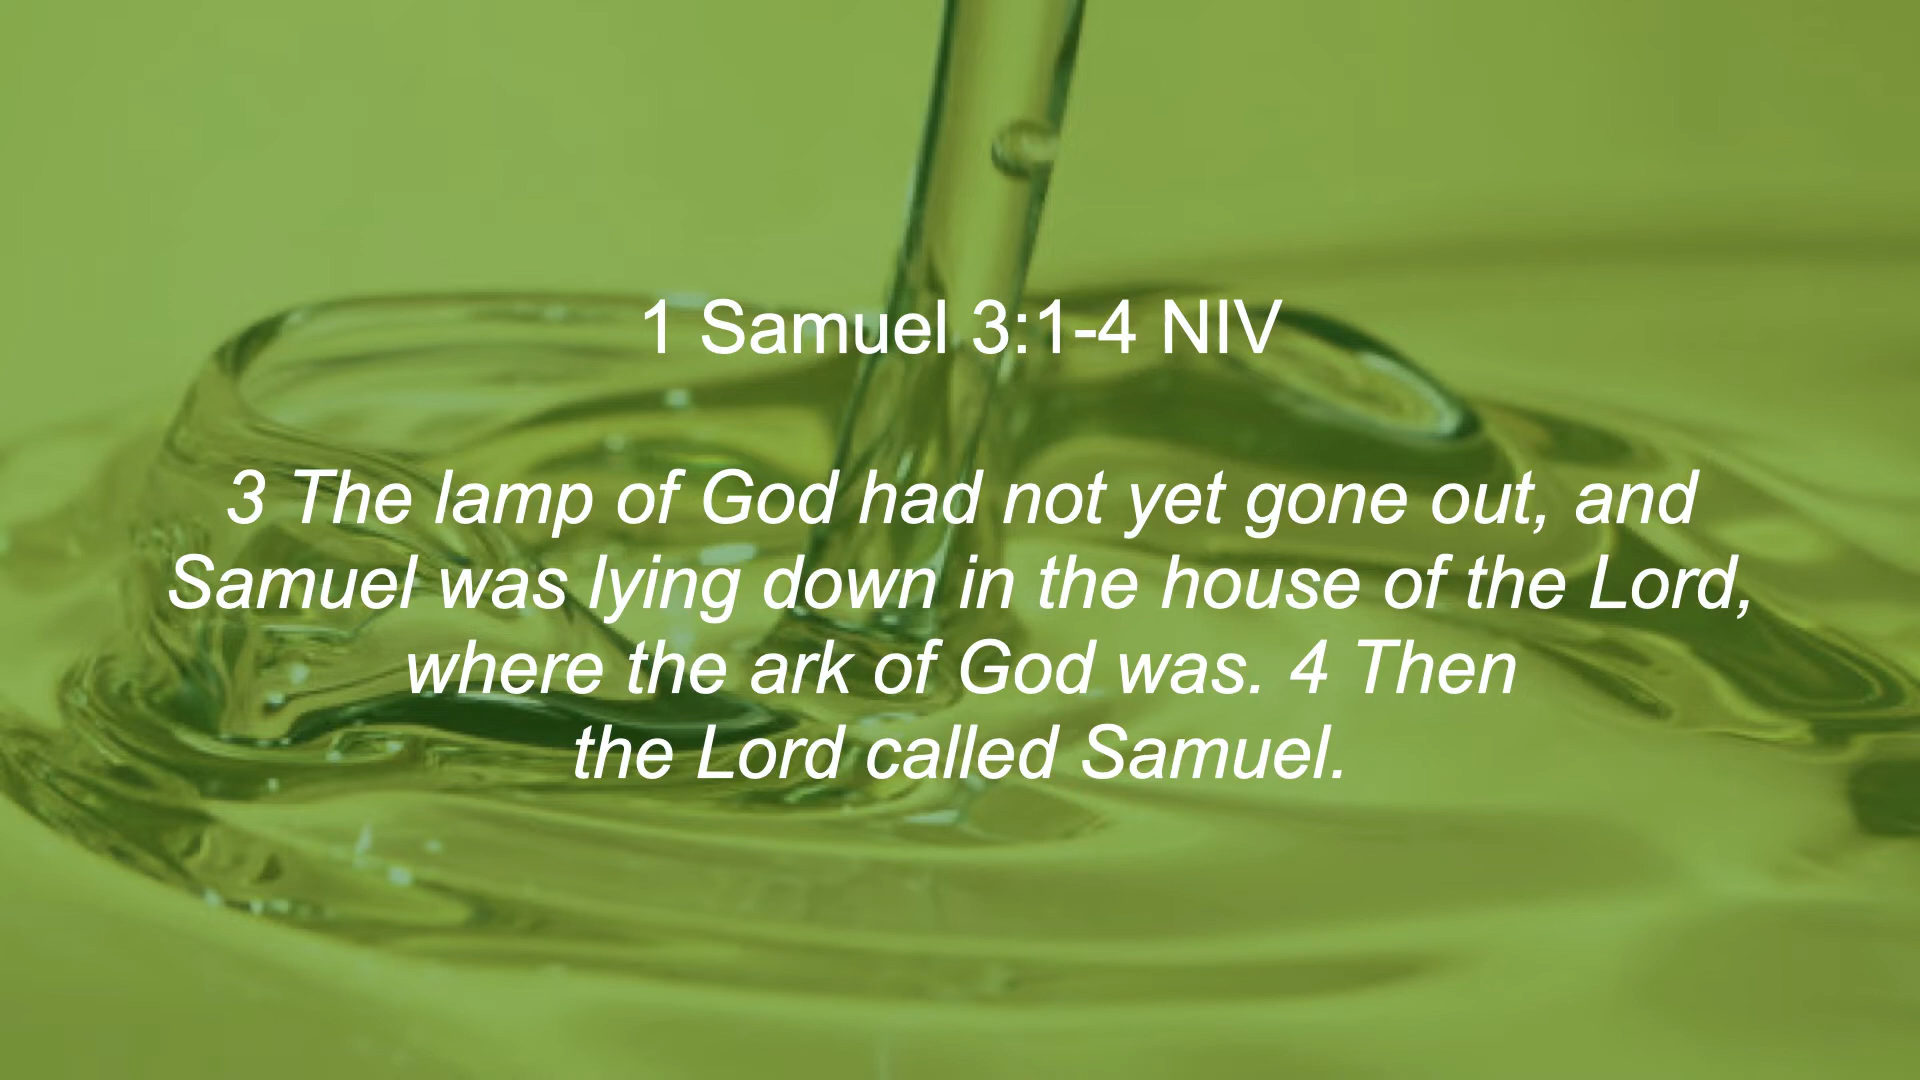 1 Samuel 3:1-4 NIV
3 The lamp of God had not yet gone out, and
Samuel was lying down in the house of the Lord,
where the ark of God was. 4 Then
the Lord called Samuel.